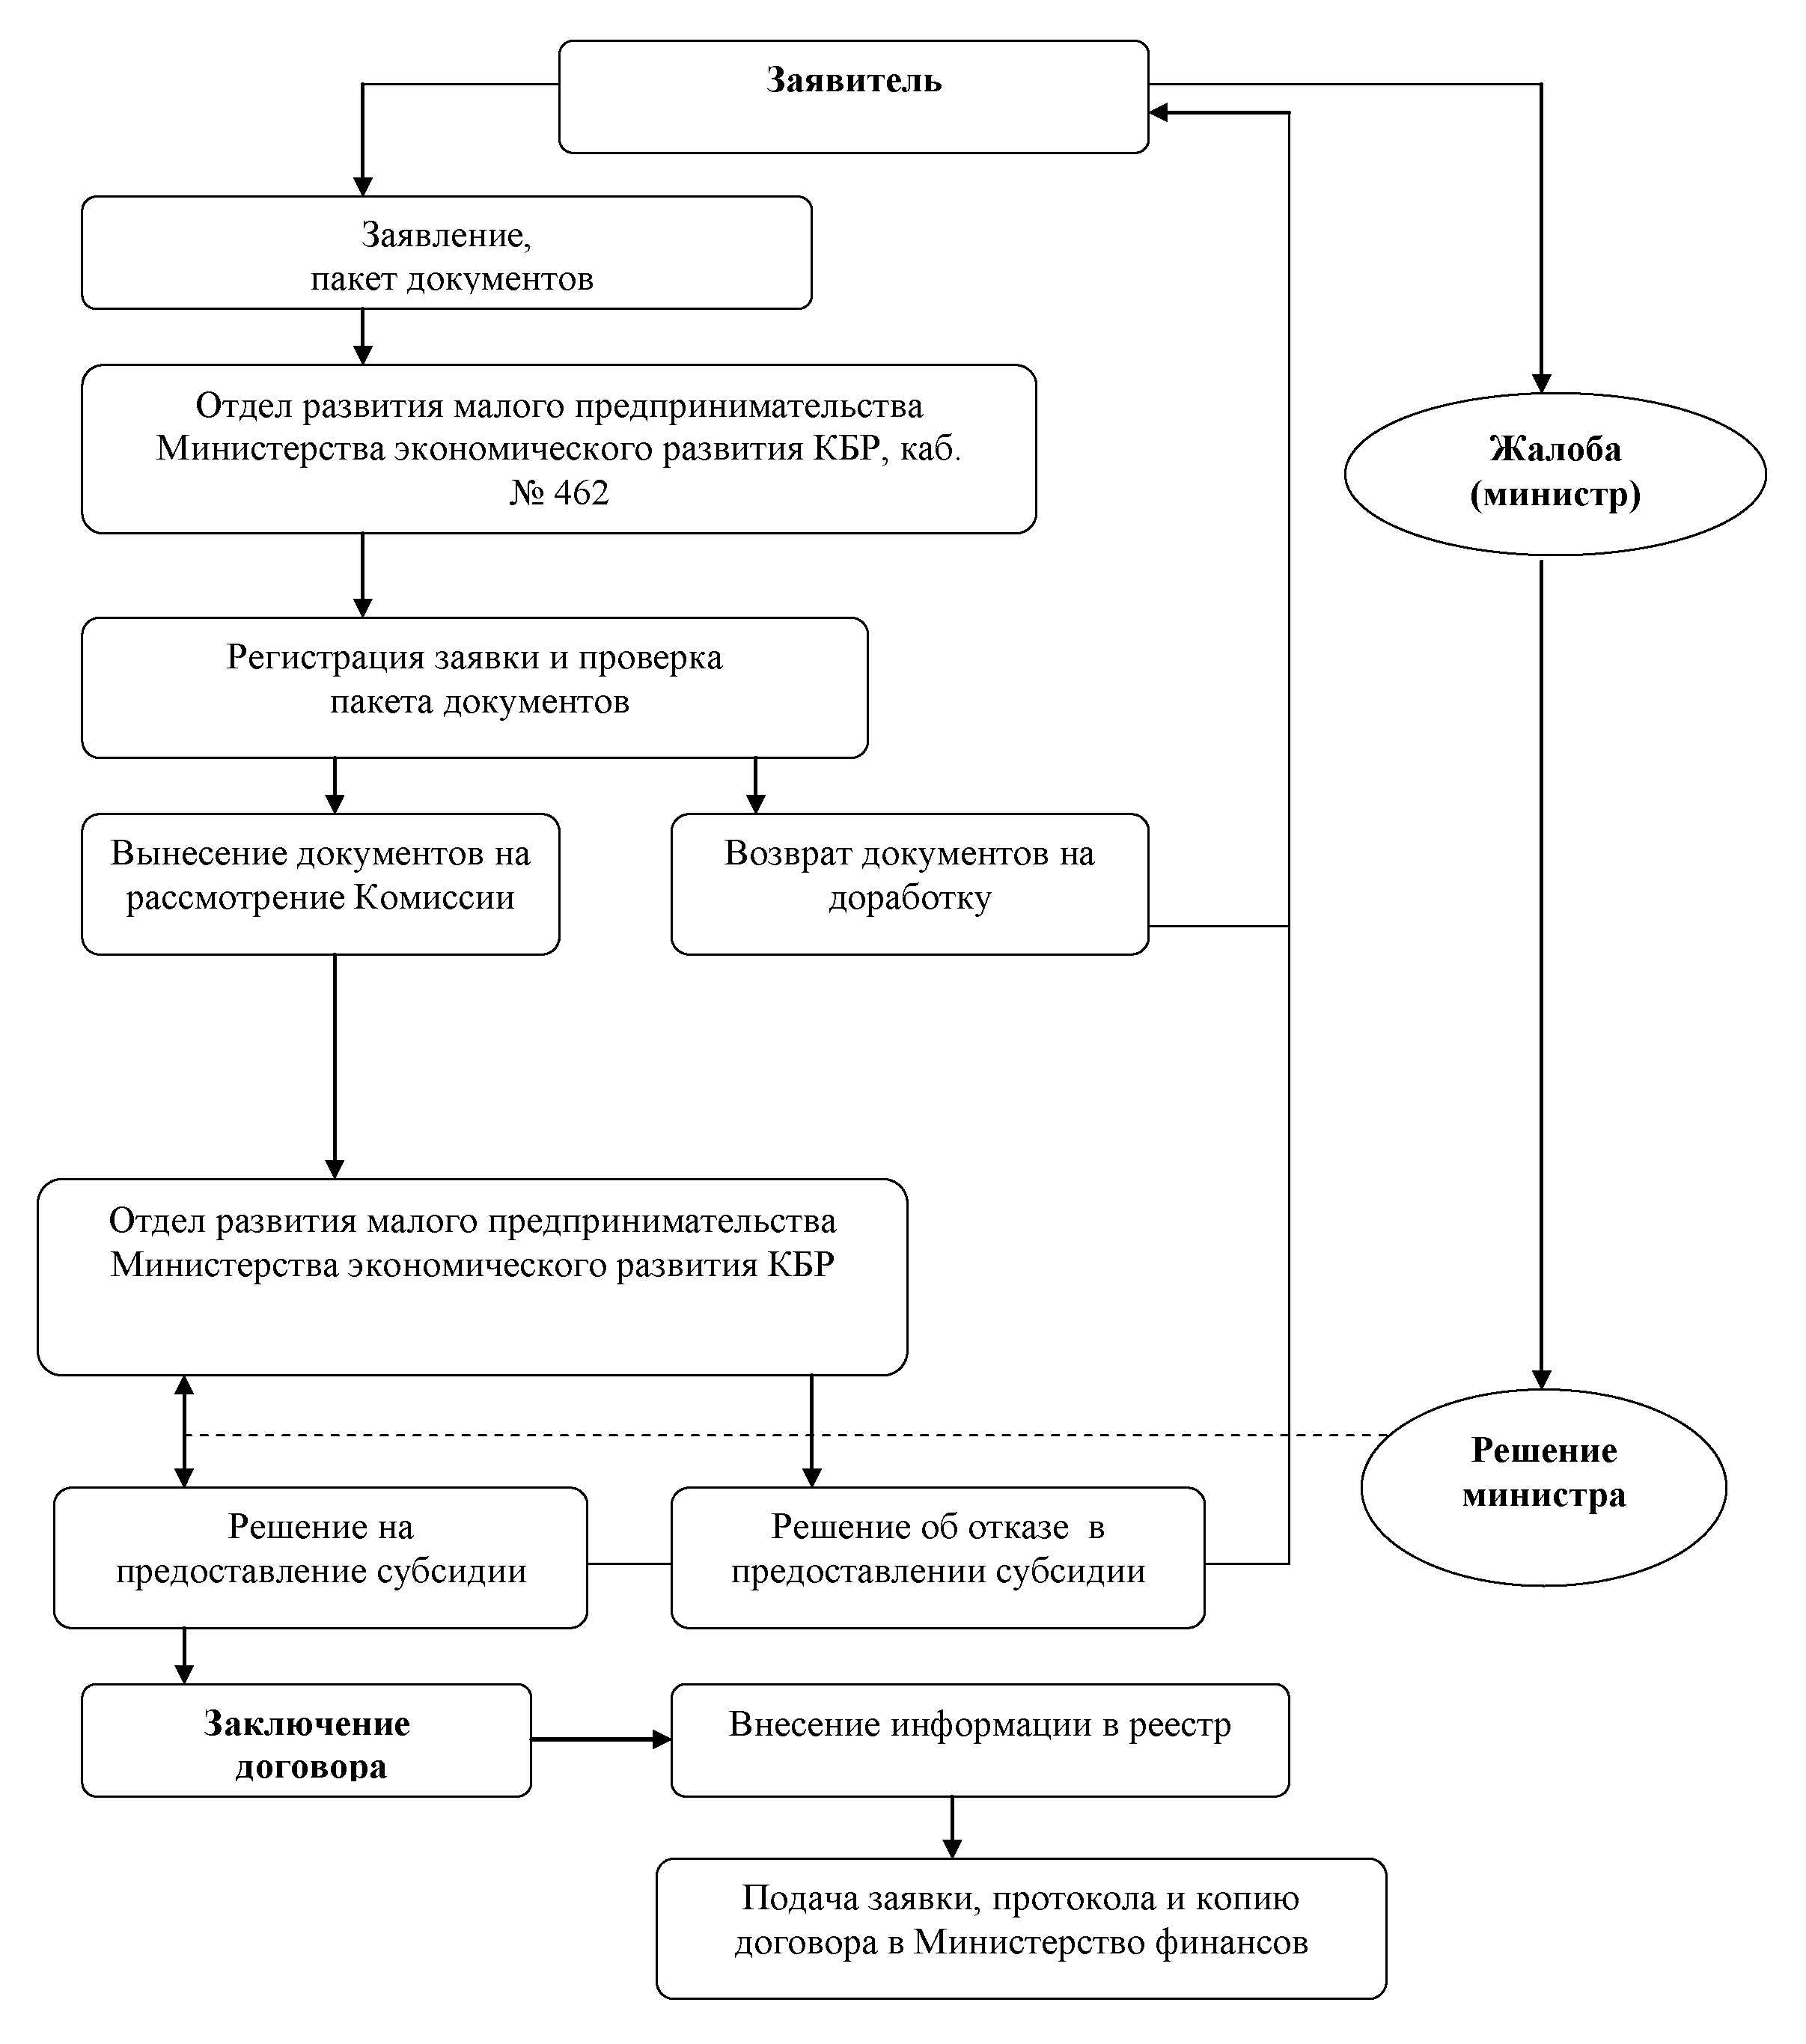 Заявитель
Заявление,
пакет документов
Отдел развития малого предпринимательства
Министерства экономического развития КБР, каб.
№ 462
Жалоба
(министр)
Регистрация заявки и проверка
пакета документов
Вынесение документов на
рассмотрение Комиссии
Возврат документов на
доработку
Отдел развития малого предпринимательства
Министерства экономического развития КБР
Решение
министра
Решение на
предоставление субсидии
Решение об отказе в
предоставлении субсидии
Заключение
договора
Внесение информации в реестр
Подача заявки, протокола и копию
договора в Министерство финансов